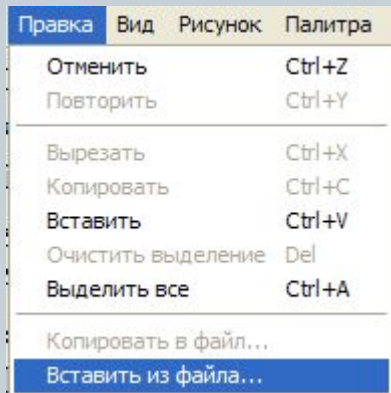 Правка Вид Рисунок Палитра
Отменить Ctrl+Z
Повторить Ctrl+Y
Вырезать Ctrl+X
Копировать Ctrl+C
Вставить Ctrl+V
Очистить выделение Del
Выделить все Ctrl+A
Копировать в файл...
Вставить из файла...